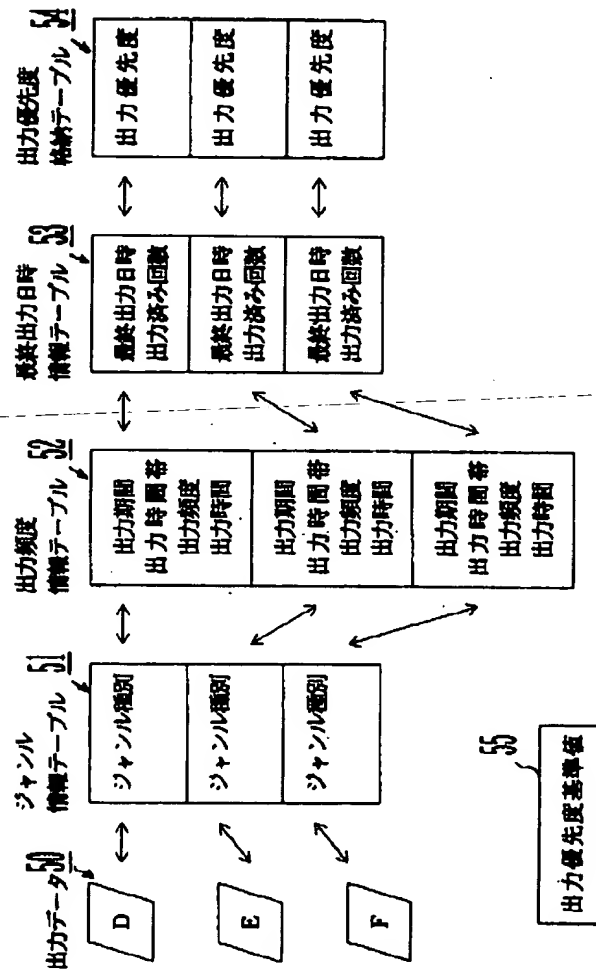 出力データ 50
D
E
F
ジャンル
情報テーブル 51
ジャンル種別
ジャンル種別
ジャンル種別
出力頻度
情報テーブル 52
出力期間
出力時間帯
出力頻度
出力時間
出力期間
出力時間帯
出力頻度
出力時間
出力期間
出力時間帯
出力頻度
出力時間
最終出力日時
情報テーブル 53
最終出力日時
出力済み回数
最終出力日時
出力済み回数
最終出力日時
出力済み回数
出力優先度
格納テーブル 54
出力優先度
出力優先度
出力優先度
55
出力優先度基準値